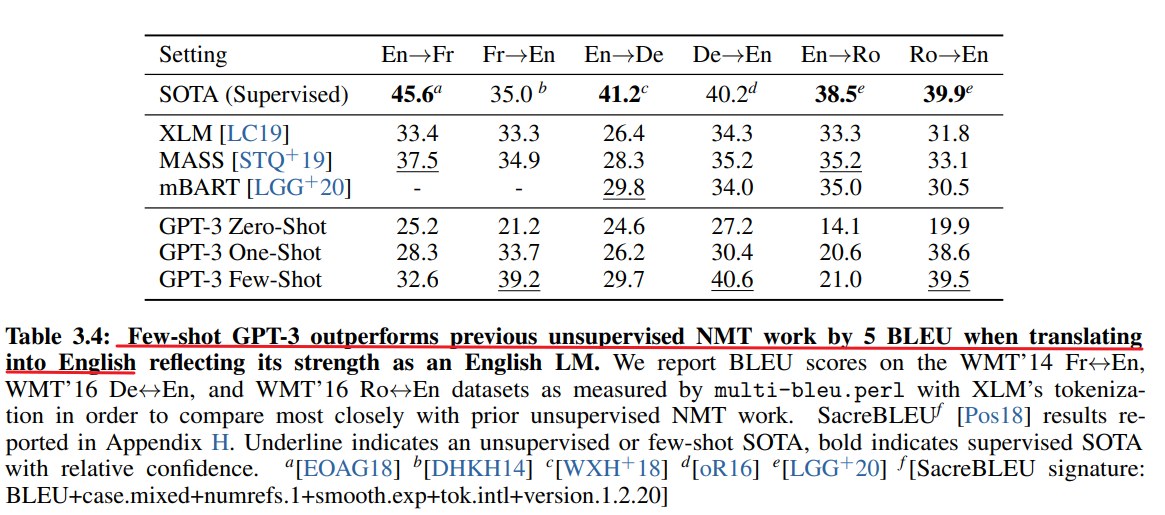 Setting En→Fr Fr→En En→De De→En En→Ro Ro→En
SOTA (Supervised) 45.6a 35.0 b 41.2c 40.2d 38.5e 39.9e
XLM [LC19] 33.4 33.3 26.4 34.3 33.3 31.8
MASS [STQ+19] 37.5 34.9 28.3 35.2 35.2 33.1
mBART [LGG+20] - - 29.8 34.0 35.0 30.5
GPT-3 Zero-Shot 25.2 21.2 24.6 27.2 14.1 19.9
GPT-3 One-Shot 28.3 33.7 26.2 30.4 20.6 38.6
GPT-3 Few-Shot 32.6 39.2 29.7 40.6 21.0 39.5
Table 3.4: Few-shot GPT-3 outperforms previous unsupervised NMT work by 5 BLEU when translating
into English reflecting its strength as an English LM. We report BLEU scores on the WMT'14 Fr↔En,
WMT'16 De↔En, and WMT'16 Ro↔En datasets as measured by multi-bleu.perl with XLM's tokeniza-
tion in order to compare most closely with prior unsupervised NMT work. SacreBLEUf [Pos18] results re-
ported in Appendix H. Underline indicates an unsupervised or few-shot SOTA, bold indicates supervised SOTA
with relative confidence. a[EOAG18] b[DHKH14] c[WXH+18] d[oR16] e[LGG+20] f[SacreBLEU signature:
BLEU+case.mixed+numrefs.1+smooth.exp+tok.intl+version.1.2.20]